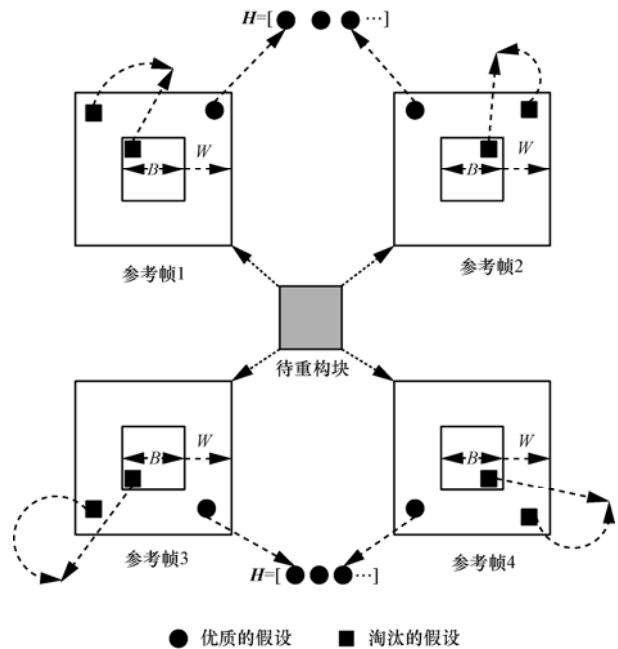 H=[ ● ● ● ···]
B W
B W
参考帧1
参考帧2
待重构块
B W
B W
参考帧3
参考帧4
H=[ ● ● ● ···]
● 优质的假设 ■ 淘汰的假设